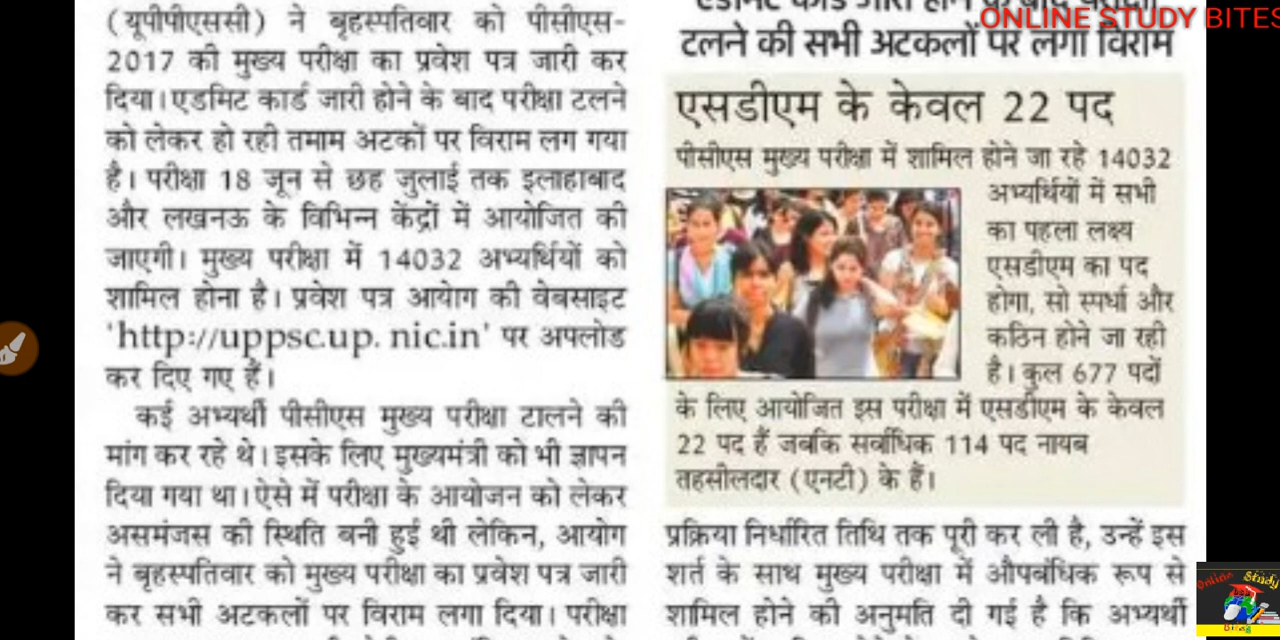 (यूपीपीएससी) ने बृहस्पतिवार को पीसीएस-
2017 की मुख्य परीक्षा का प्रवेश पत्र जारी कर
दिया। एडमिट कार्ड जारी होने के बाद परीक्षा टलने
को लेकर हो रही तमाम अटकों पर विराम लग गया
है। परीक्षा 18 जून से छह जुलाई तक इलाहाबाद
और लखनऊ के विभिन्न केंद्रों में आयोजित की
जाएगी। मुख्य परीक्षा में 14032 अभ्यर्थियों को
शामिल होना है। प्रवेश पत्र आयोग की वेबसाइट
'http://uppsc.up. nic.in' पर अपलोड
कर दिए गए हैं।
कई अभ्यर्थी पीसीएस मुख्य परीक्षा टालने की
मांग कर रहे थे। इसके लिए मुख्यमंत्री को भी ज्ञापन
दिया गया था। ऐसे में परीक्षा के आयोजन को लेकर
असमंजस की स्थिति बनी हुई थी लेकिन, आयोग
ने बृहस्पतिवार को मुख्य परीक्षा का प्रवेश पत्र जारी
कर सभी अटकलों पर विराम लगा दिया। परीक्षा
ONLINE STUDY BITES
टलने की सभी अटकलों पर लगा विराम
एसडीएम के केवल 22 पद
पीसीएस मुख्य परीक्षा में शामिल होने जा रहे 14032
अभ्यर्थियों में सभी
का पहला लक्ष्य
एसडीएम का पद
होगा, सो स्पर्धा और
कठिन होने जा रही
है। कुल 677 पदों
के लिए आयोजित इस परीक्षा में एसडीएम के केवल
22 पद हैं जबकि सर्वाधिक 114 पद नायब
तहसीलदार (एनटी) के हैं।
प्रक्रिया निर्धारित तिथि तक पूरी कर ली है, उन्हें इस
शर्त के साथ मुख्य परीक्षा में औपबंधिक रूप से
शामिल होने की अनुमति दी गई है कि अभ्यर्थी
Online Study
Bites